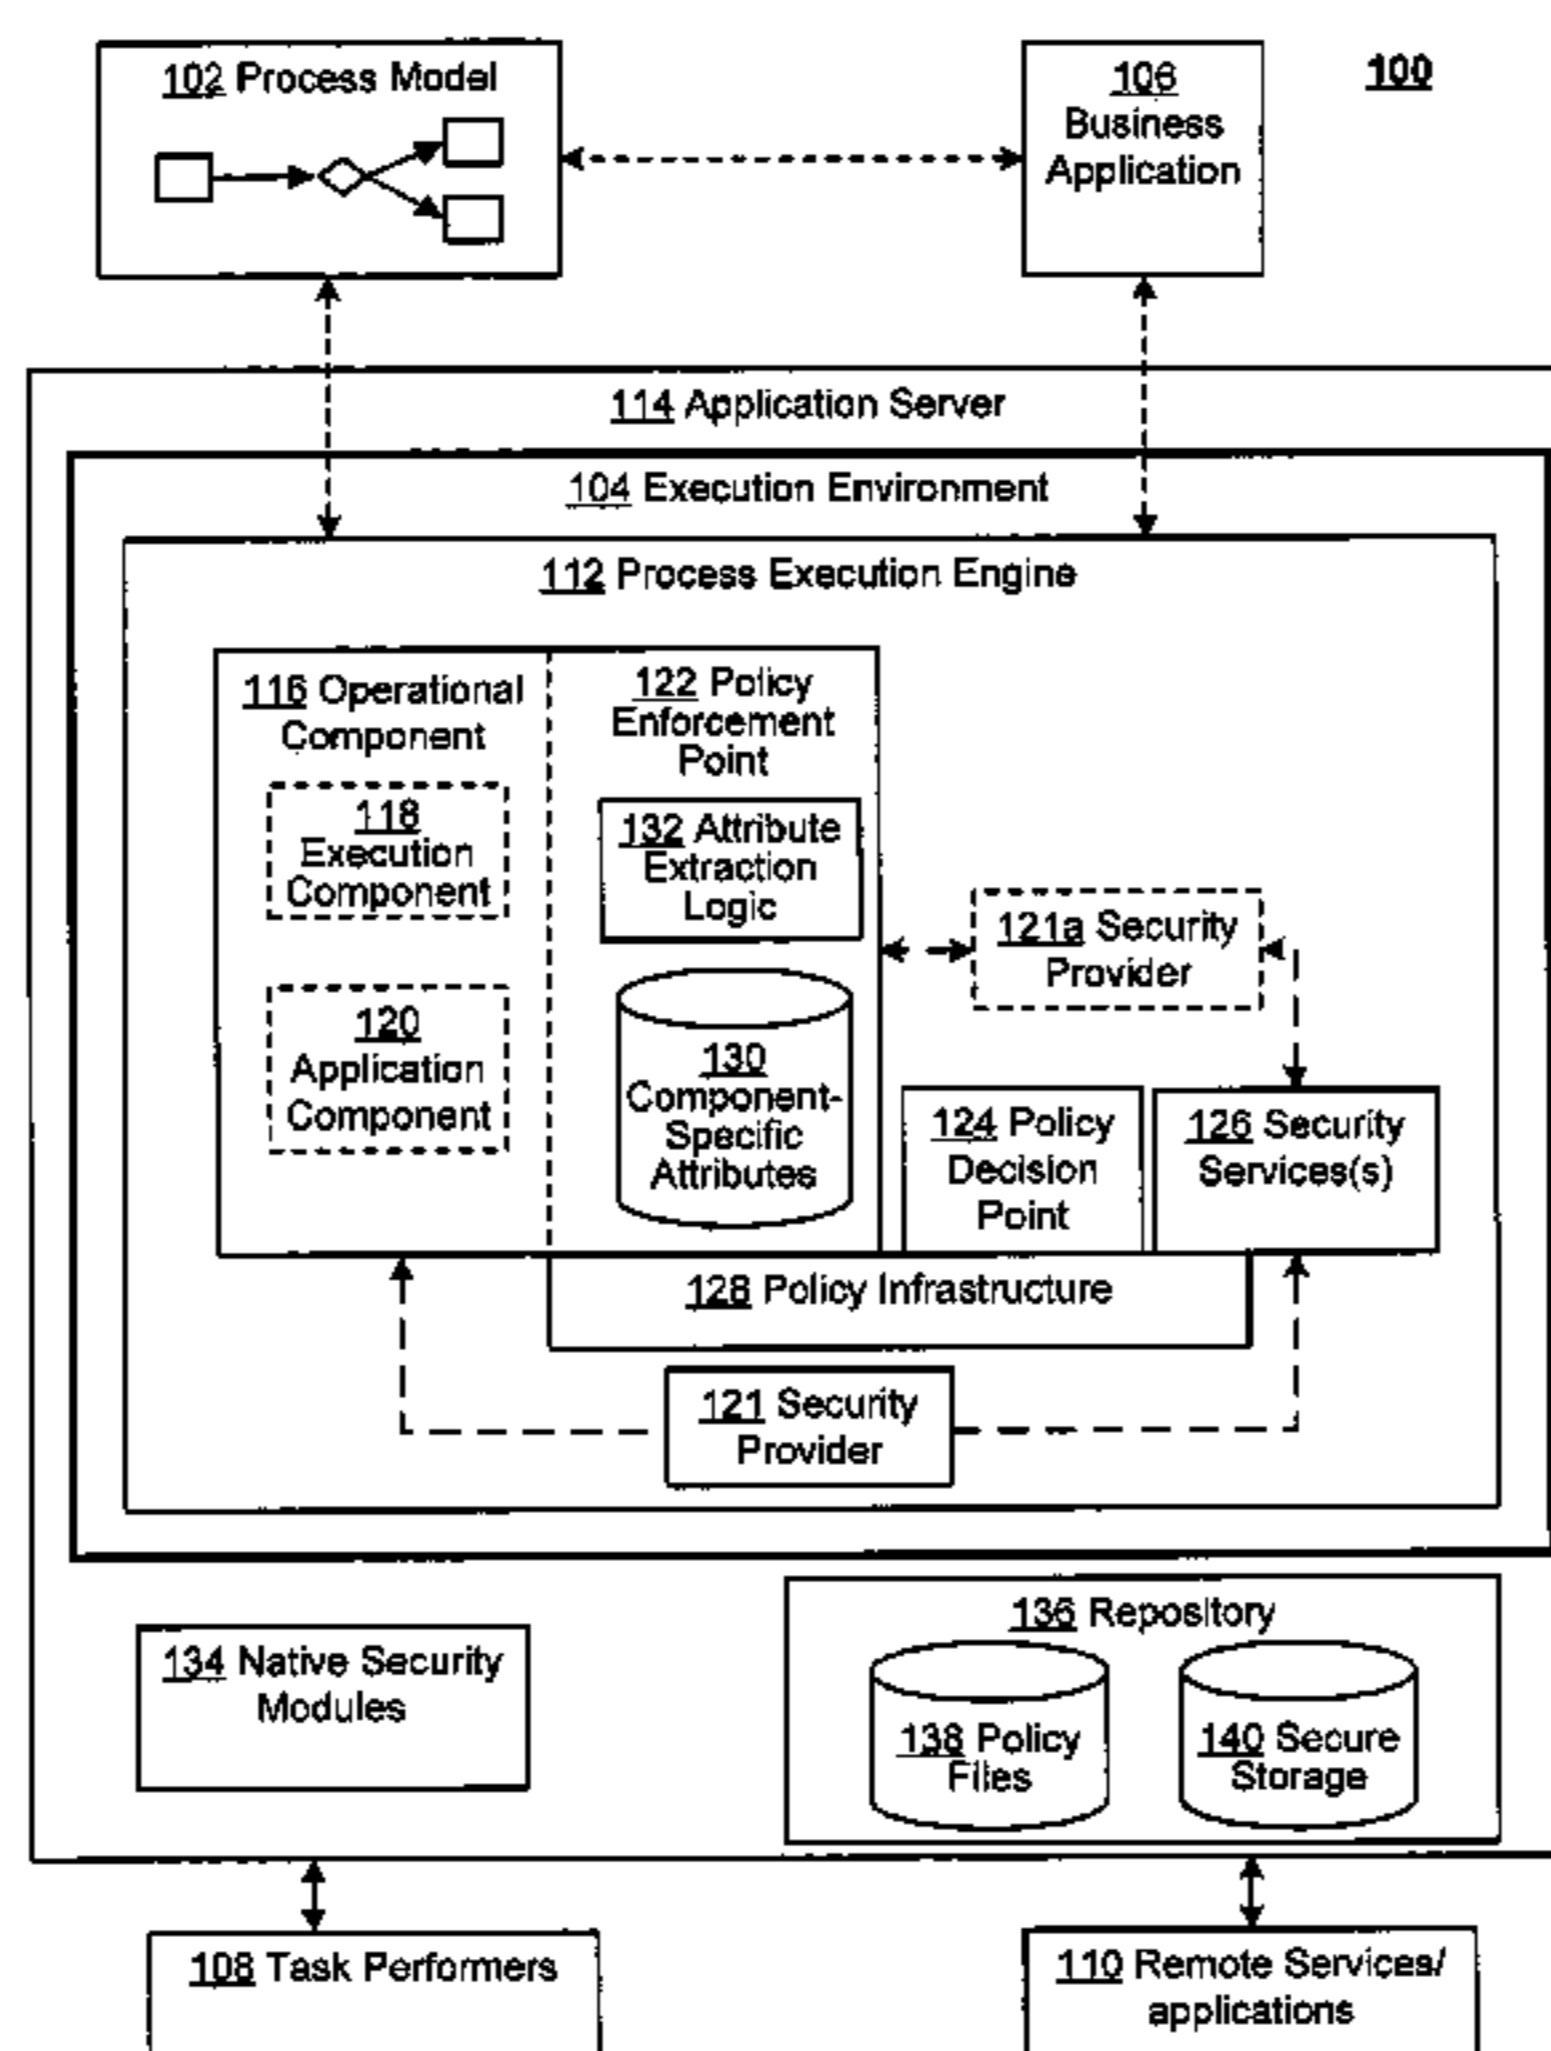 102 Process Model
106
Business
Application
100
114 Application Server
104 Execution Environment
112 Process Execution Engine
116 Operational
Component
118
Execution
Component
120
Application
Component
122 Policy
Enforcement
Point
132 Attribute
Extraction
Logic
130
Component-
Specific
Attributes
121a Security
Provider
124 Policy
Decision
Point
126 Security
Services(s)
128 Policy Infrastructure
121 Security
Provider
134 Native Security
Modules
136 Repository
138 Policy
Files
140 Secure
Storage
108 Task Performers
110 Remote Services/
applications